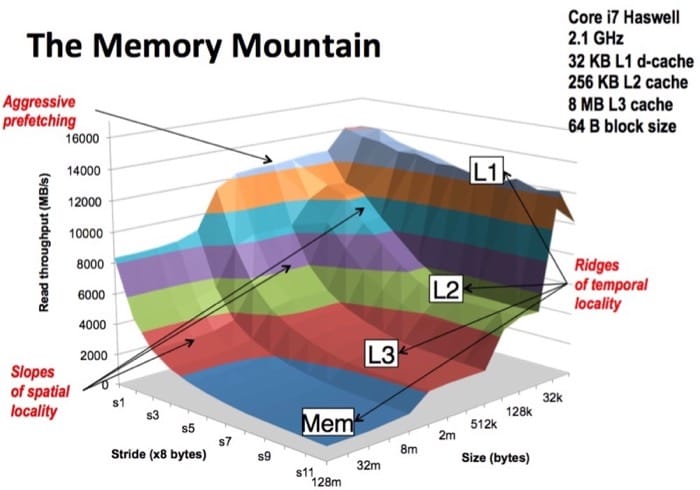 The Memory Mountain
Core i7 Haswell
2.1 GHz
32 KB L1 d-cache
256 KB L2 cache
8 MB L3 cache
64 B block size
Aggressive
prefetching
Read throughput (MB/s)
16000
14000
12000
10000
8000
6000
4000
2000
0
L1
L2
L3
Mem
Ridges
of temporal
locality
Slopes
of spatial
locality
s1
s3
s5
s7
s9
s11
Stride (x8 bytes)
128m
32m
8m
2m
512k
128k
32k
Size (bytes)